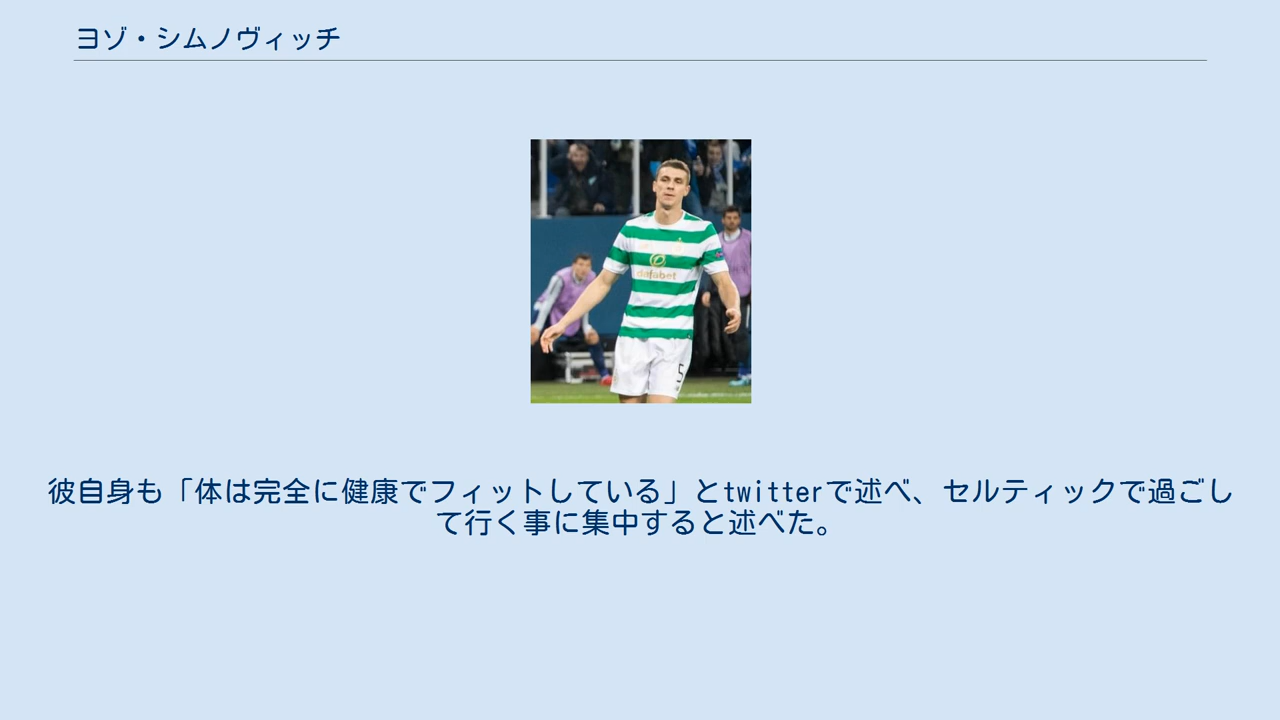 ヨゾ・シムノヴィッチ
dafabet
5
彼自身も「体は完全に健康でフィットしている」とtwitterで述べ、セルティックで過ごし
て行く事に集中すると述べた。